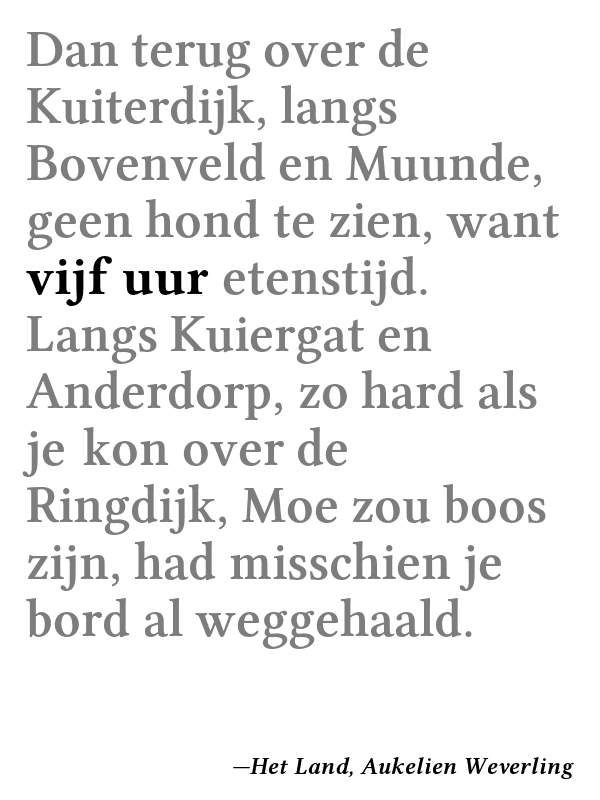 Dan terug over de
Kuiterdijk, langs
Bovenveld en Muunde,
geen hond te zien, want
vijf uur etenstijd.
Langs Kuiergat en
Anderdorp, zo hard als
je kon over de
Ringdijk, Moe zou boos
zijn, had misschien je
bord al weggehaald.
—Het Land, Aukelien Weverling